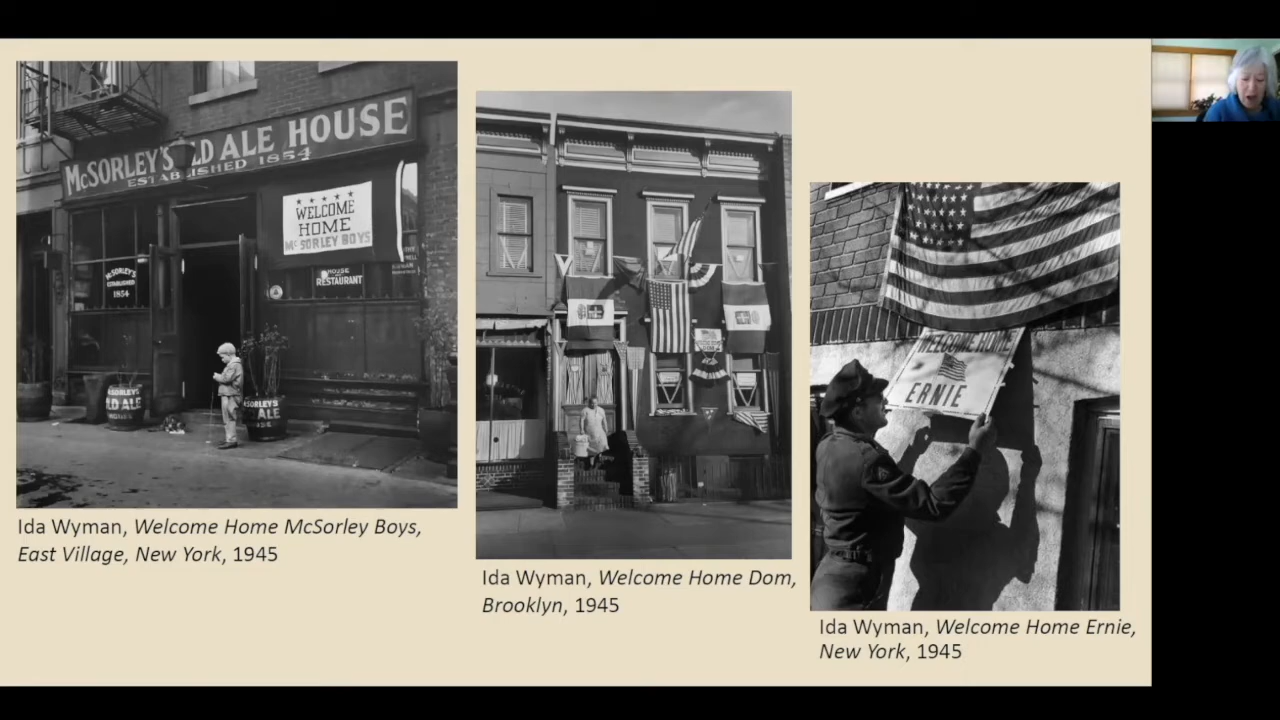 McSORLEY'S OLD ALE HOUSE
ESTABLISHED 1854
WELCOME
HOME
McSORLEY BOYS
McSORLEY'S
ESTABLISHED
1854
HOUSE
RESTAURANT
OLD ALE
ALE
WELCOME HOME
ERNIE
Ida Wyman, Welcome Home McSorley Boys,
East Village, New York, 1945
Ida Wyman, Welcome Home Dom,
Brooklyn, 1945
Ida Wyman, Welcome Home Ernie,
New York, 1945